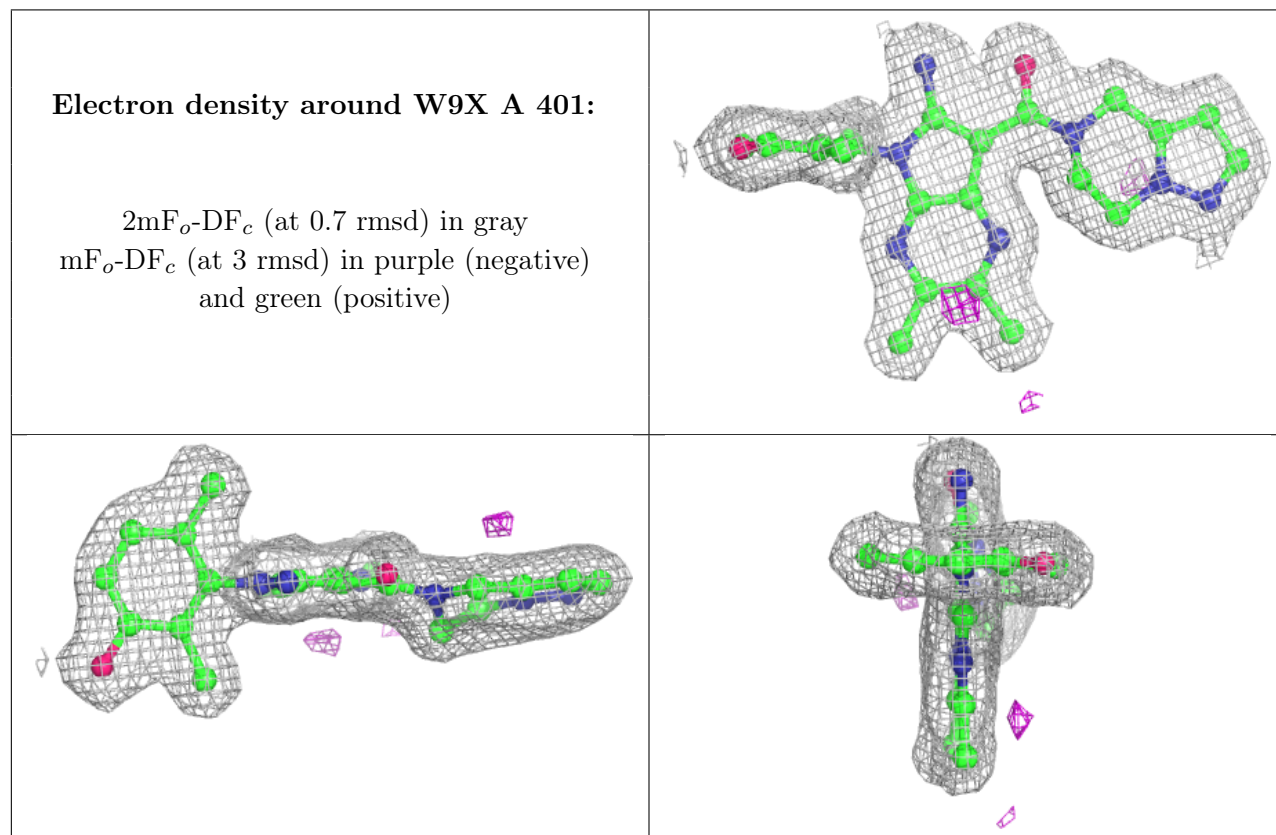 Electron density around W9X A 401:
2mFo-DFc (at 0.7 rmsd) in gray
mFo-DFc (at 3 rmsd) in purple (negative)
and green (positive)